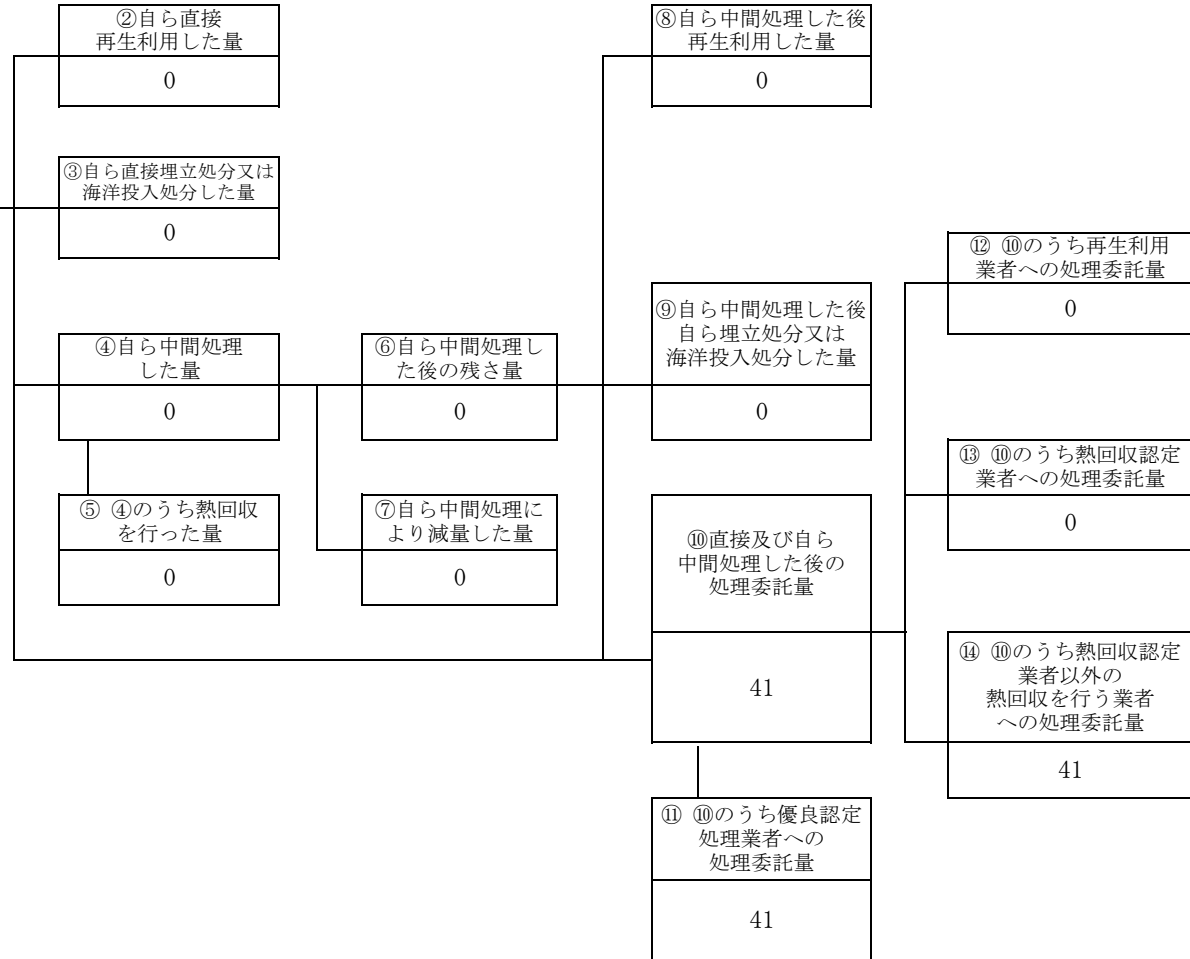 ②自ら直接
再生利用した量
0
③自ら直接埋立処分又は
海洋投入処分した量
0
④自ら中間処理
した量
0
⑤ ④のうち熱回収
を行った量
0
⑥自ら中間処理し
た後の残さ量
0
⑦自ら中間処理に
より減量した量
0
⑧自ら中間処理した後
再生利用した量
0
⑨自ら中間処理した後
自ら埋立処分又は
海洋投入処分した量
0
⑩直接及び自ら
中間処理した後の
処理委託量
41
⑪ ⑩のうち優良認定
処理業者への
処理委託量
41
⑫ ⑩のうち再生利用
業者への処理委託量
0
⑬ ⑩のうち熱回収認定
業者への処理委託量
0
⑭ ⑩のうち熱回収認定
業者以外の
熱回収を行う業者
への処理委託量
41